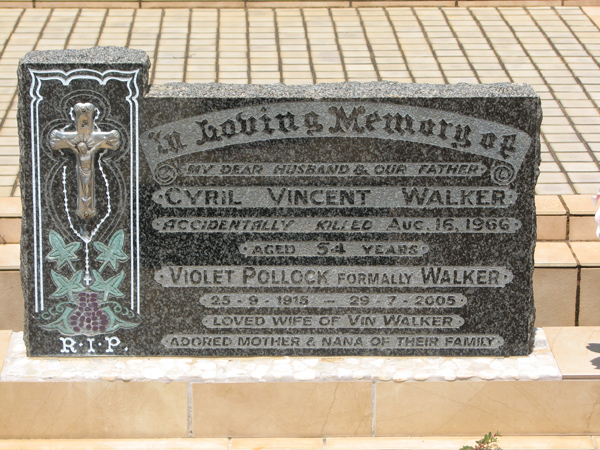 In Loving Memory of
MY DEAR HUSBAND & OUR FATHER
CYRIL VINCENT WALKER
ACCIDENTALLY KILLED AUG. 16, 1966
AGED 54 YEARS
VIOLET POLLOCK FORMALLY WALKER
25-9-1915 - 29-7-2005
LOVED WIFE OF VIN WALKER
ADORED MOTHER & NANA OF THEIR FAMILY
R·I·P·